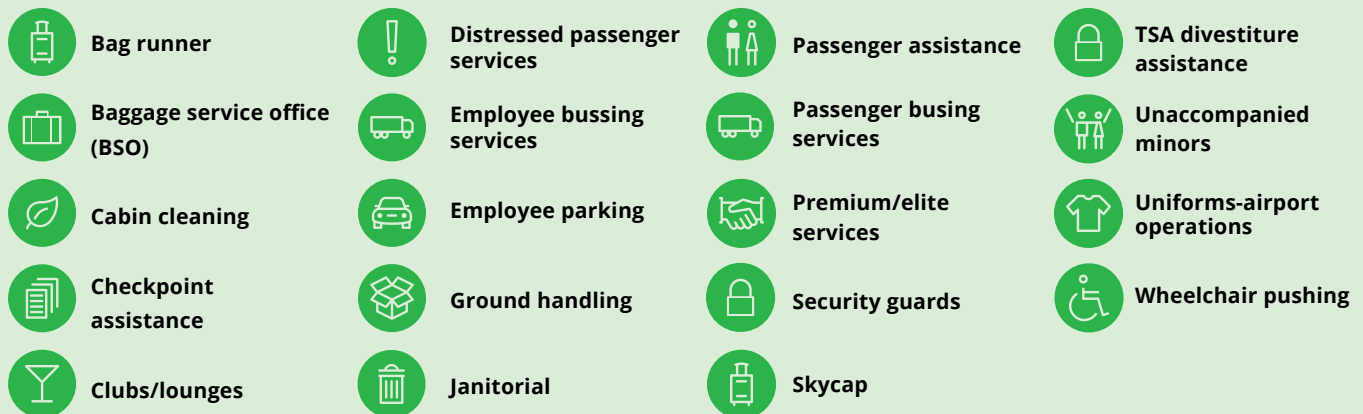 Bag runner
Baggage service office
(BSO)
Cabin cleaning
Checkpoint
assistance
Clubs/lounges
Distressed passenger
services
Employee bussing
services
Employee parking
Ground handling
Janitorial
Passenger assistance
Passenger busing
services
Premium/elite
services
Security guards
Skycap
TSA divestiture
assistance
Unaccompanied
minors
Uniforms-airport
operations
Wheelchair pushing